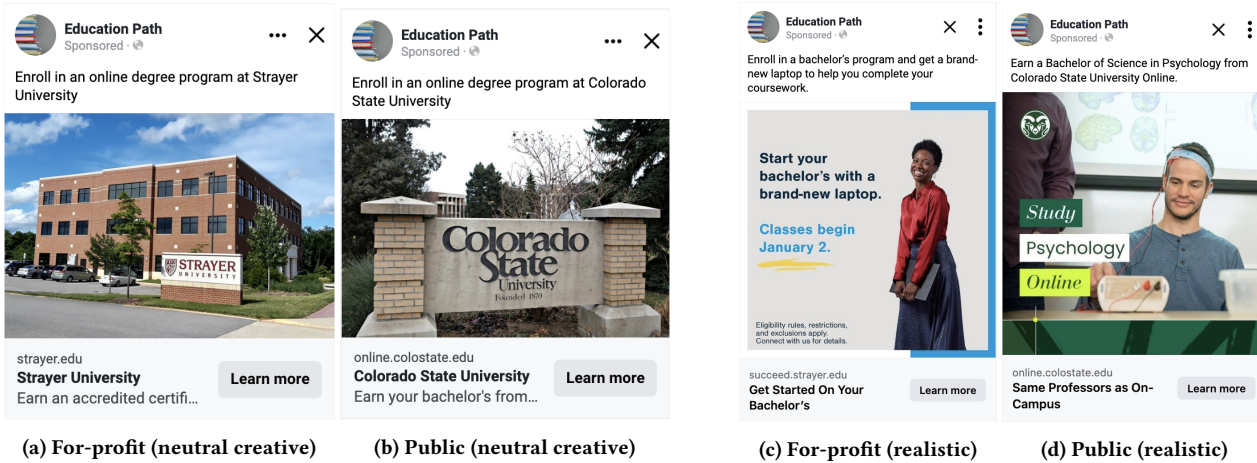 Education Path
Sponsored ·
Enroll in an online degree program at Strayer
University
STRAYER
UNIVERSITY
strayer.edu
Strayer University
Earn an accredited certifi...
Learn more
(a) For-profit (neutral creative)
Education Path
Sponsored ·
Enroll in an online degree program at Colorado
State University
Colorado
State
University
Founded 1870
online.colostate.edu
Colorado State University
Earn your bachelor's from...
Learn more
(b) Public (neutral creative)
Education Path
Sponsored ·
Enroll in a bachelor's program and get a brand-
new laptop to help you complete your
coursework.
Start your
bachelor's with a
brand-new laptop.
Classes begin
January 2.
Eligibility rules, restrictions,
and exclusions apply.
Connect with us for details.
succeed.strayer.edu
Get Started On Your
Bachelor's
Learn more
(c) For-profit (realistic)
Education Path
Sponsored ·
Earn a Bachelor of Science in Psychology from
Colorado State University Online.
Study
Psychology
Online
online.colostate.edu
Same Professors as On-
Campus
Learn more
(d) Public (realistic)